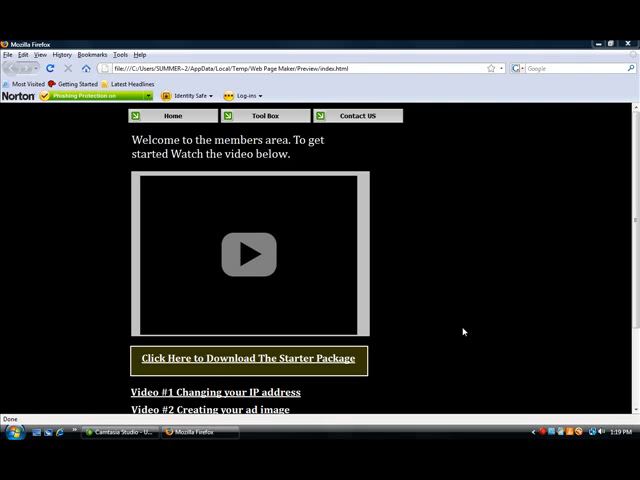 Mozilla Firefox
File Edit View History Bookmarks Tools Help
file:///C:/Users/SUMMER~2/AppData/Local/Temp/Web Page Maker/Preview/index.html
Google
Most Visited Getting Started Latest Headlines
Norton Phishing Protection on Identity Safe Log-ins
Home Tool Box Contact US
Welcome to the members area. To get
started Watch the video below.
Click Here to Download The Starter Package
Video #1 Changing your IP address
Video #2 Creating your ad image
Done
Camtasia Studio - U... Mozilla Firefox 1:19 PM